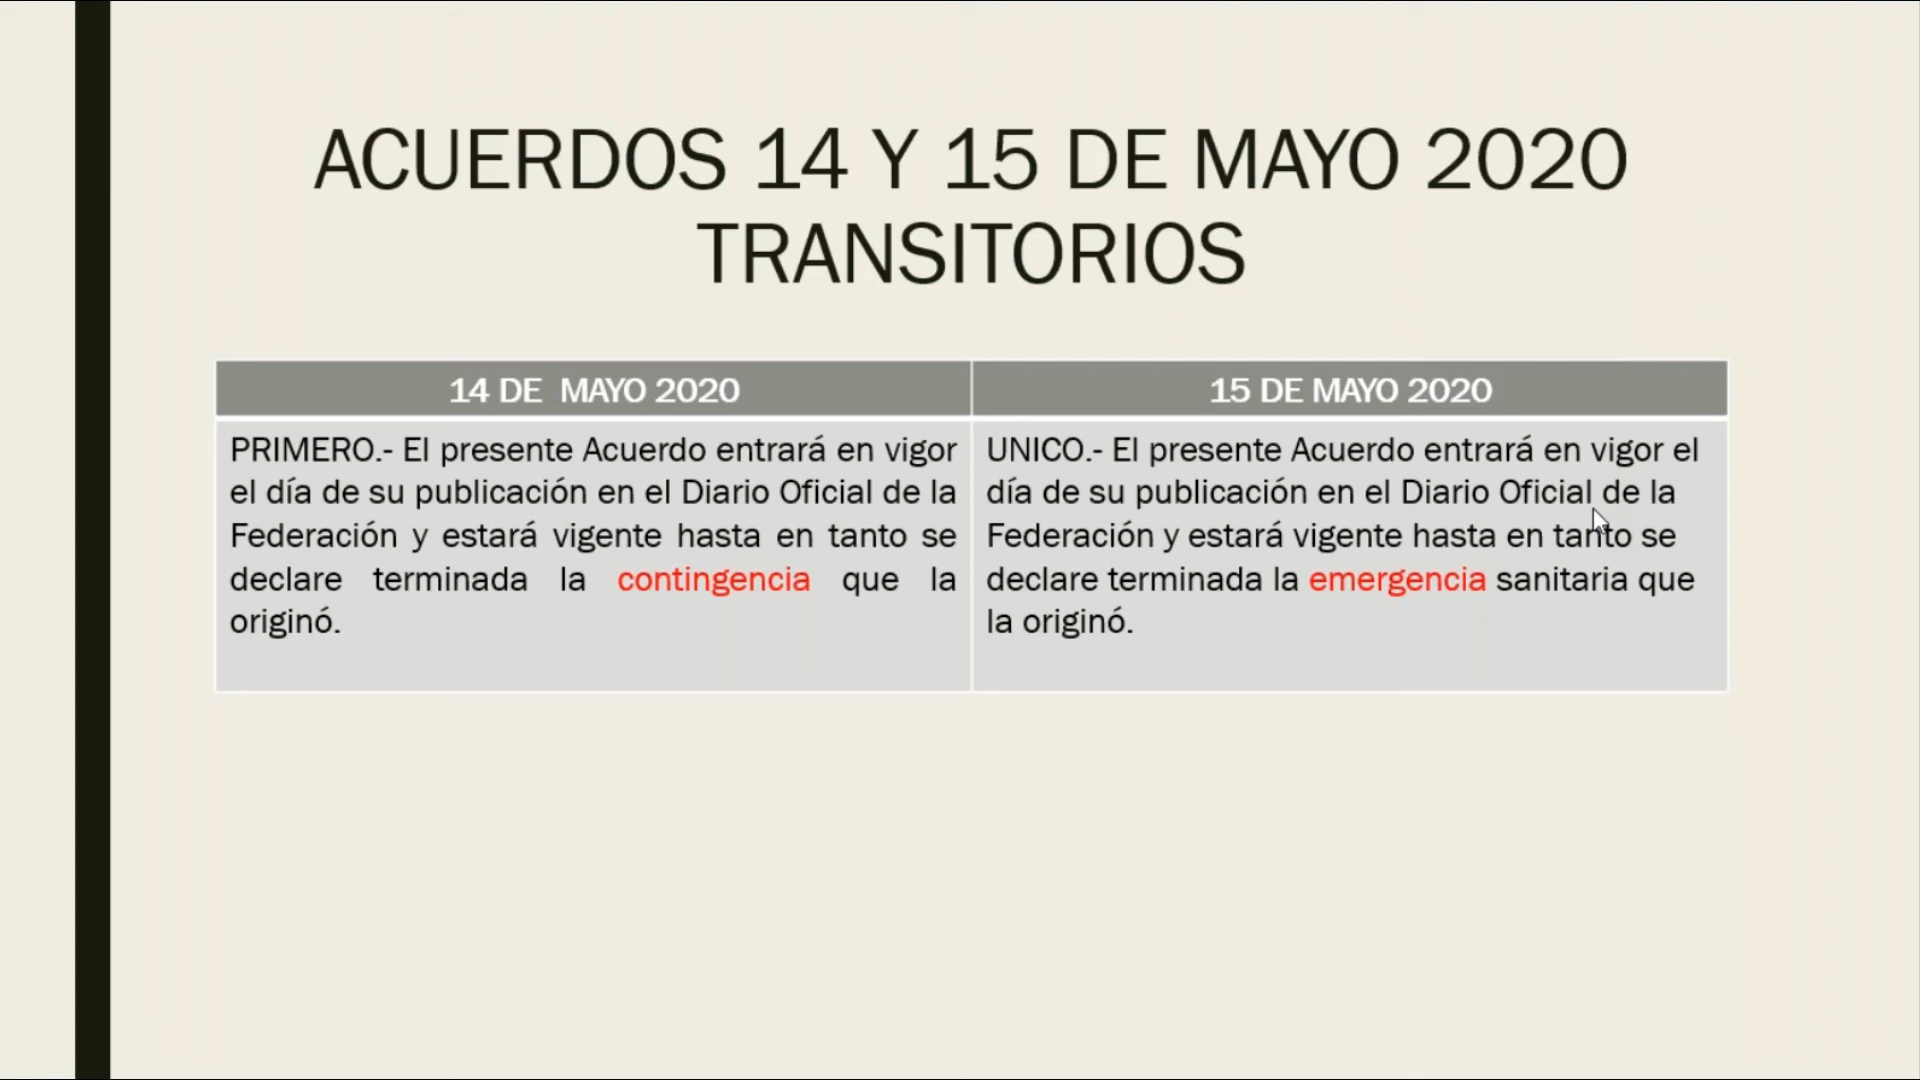 ACUERDOS 14 Y 15 DE MAYO 2020
TRANSITORIOS
14 DE MAYO 2020
15 DE MAYO 2020
PRIMERO.- El presente Acuerdo entrará en vigor
el día de su publicación en el Diario Oficial de la
Federación y estará vigente hasta en tanto se
declare terminada la contingencia que la
originó.
UNICO.- El presente Acuerdo entrará en vigor el
día de su publicación en el Diario Oficial de la
Federación y estará vigente hasta en tanto se
declare terminada la emergencia sanitaria que
la originó.